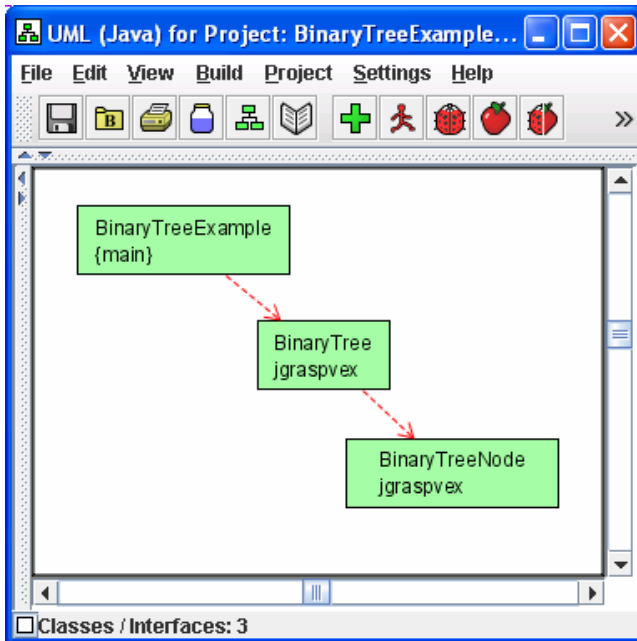 UML (Java) for Project: BinaryTreeExample...
File Edit View Build Project Settings Help
B
»
BinaryTreeExample
{main}
BinaryTree
jgraspvex
BinaryTreeNode
jgraspvex
Classes / Interfaces: 3